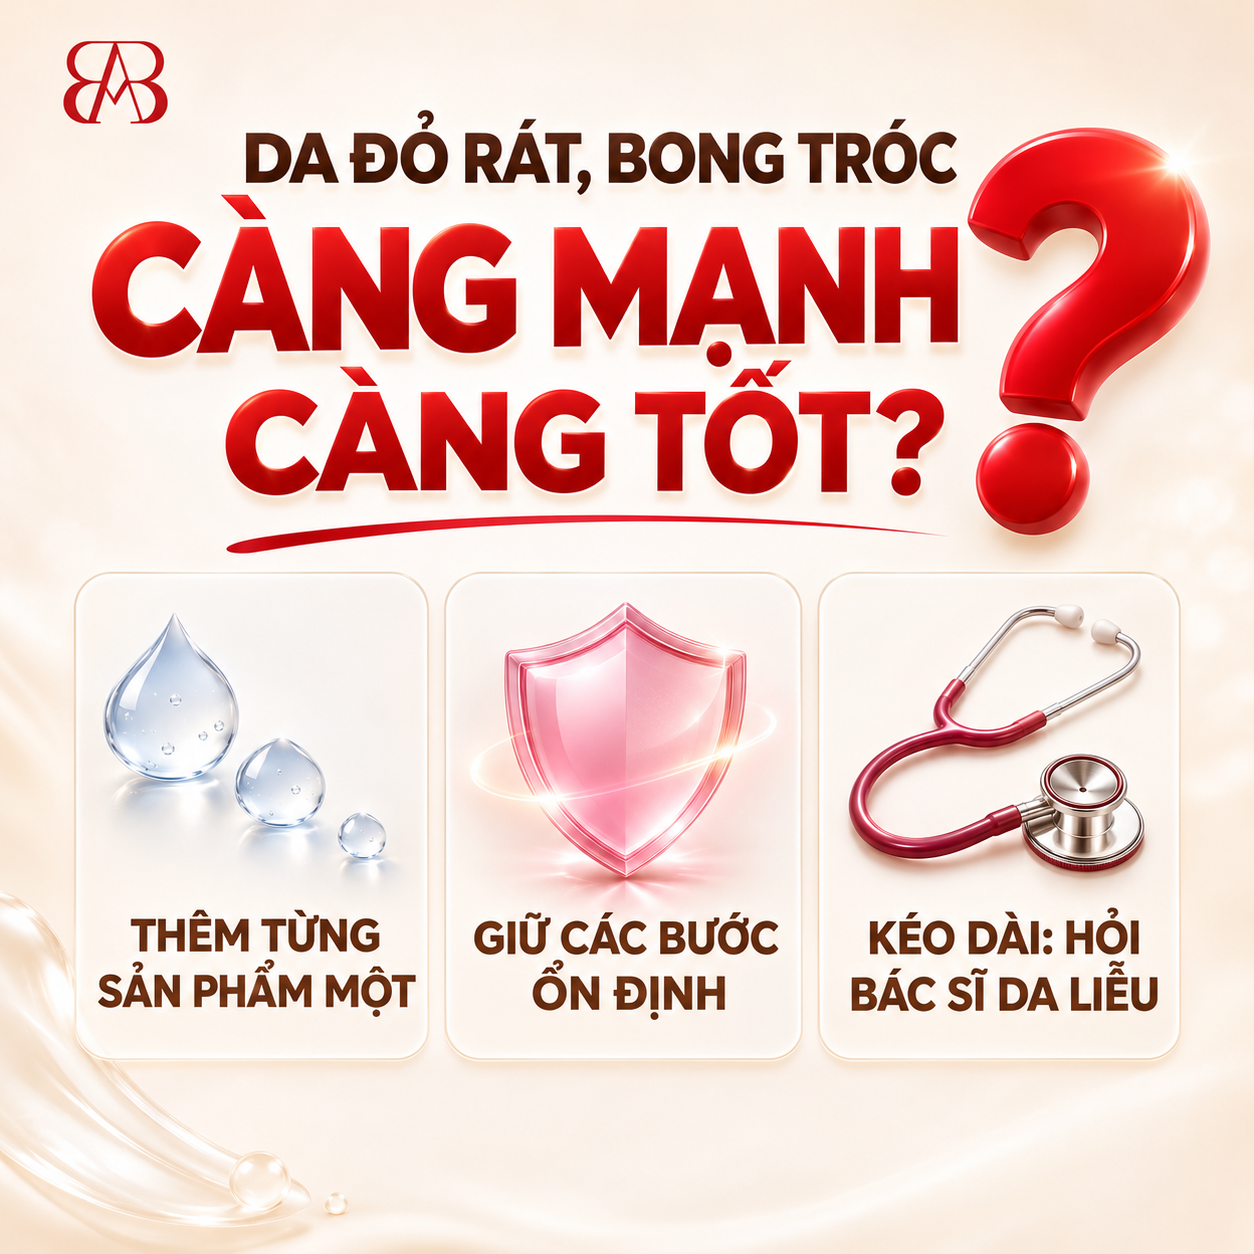 DA ĐỎ RÁT, BONG TRÓC
CÀNG MẠNH
CÀNG TỐT?
THÊM TỪNG
SẢN PHẨM MỘT
GIỮ CÁC BƯỚC
ỔN ĐỊNH
KÉO DÀI: HỎI
BÁC SĨ DA LIỄU